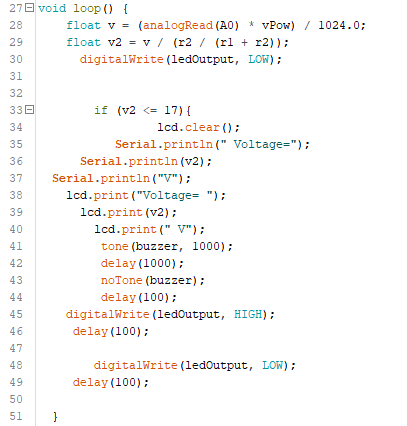 27 void loop() {
28 float v = (analogRead(A0) * vPow) / 1024.0;
29 float v2 = v / (r2 / (r1 + r2));
30 digitalWrite(ledOutput, LOW);
31
32
33 if (v2 <= 17){
34 lcd.clear();
35 Serial.println(" Voltage=");
36 Serial.println(v2);
37 Serial.println("V");
38 lcd.print("Voltage= ");
39 lcd.print(v2);
40 lcd.print(" V");
41 tone(buzzer, 1000);
42 delay(1000);
43 noTone(buzzer);
44 delay(100);
45 digitalWrite(ledOutput, HIGH);
46 delay(100);
47
48 digitalWrite(ledOutput, LOW);
49 delay(100);
50
51 }